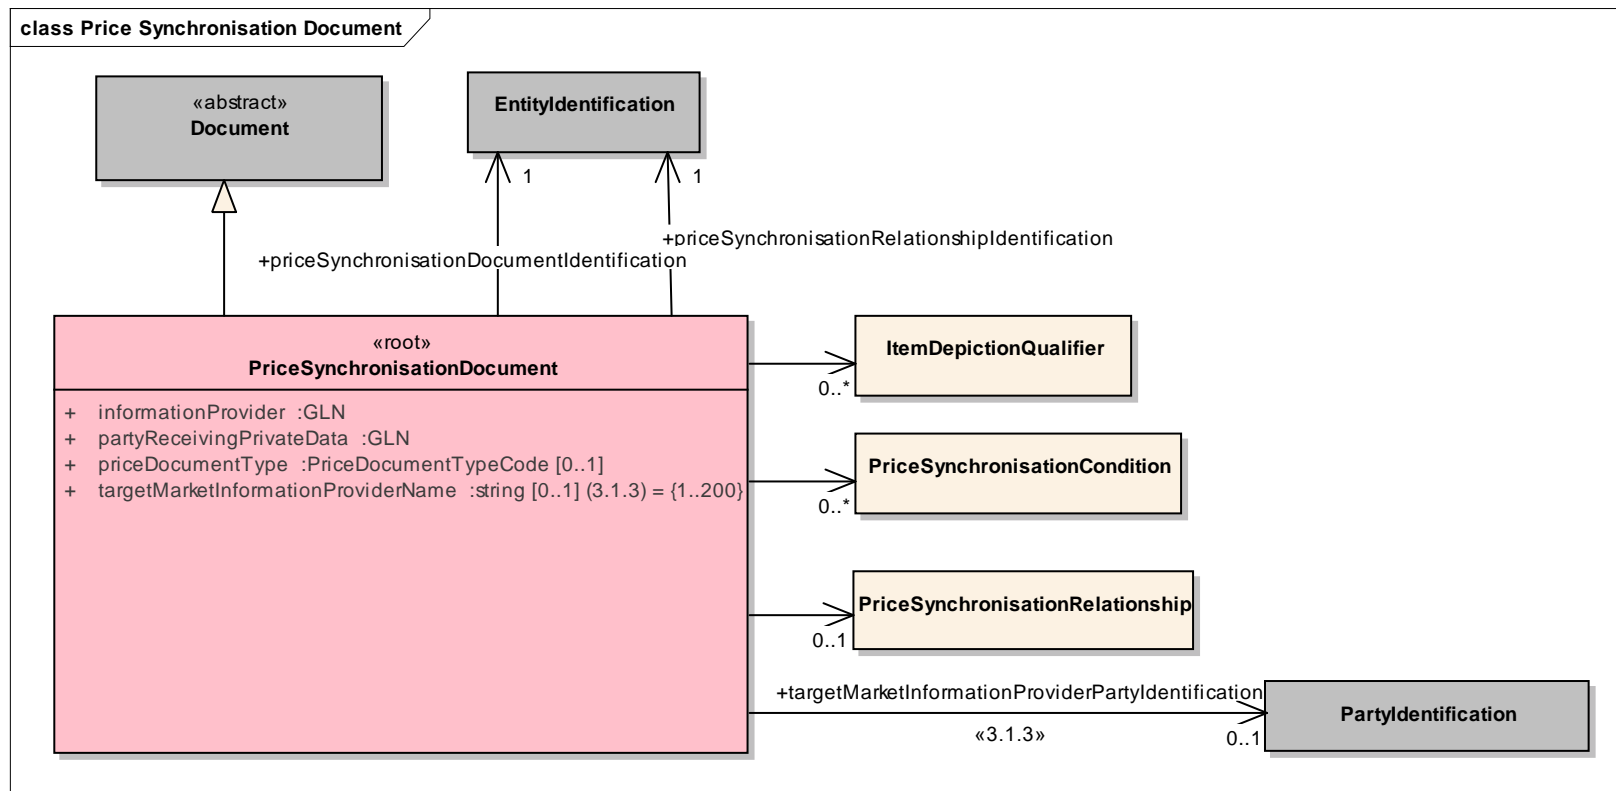 class Price Synchronisation Document
«abstract»
Document
EntityIdentification
1
1
+priceSynchronisationRelationshipIdentification
+priceSynchronisationDocumentIdentification
«root»
PriceSynchronisationDocument
+ informationProvider :GLN
+ partyReceivingPrivateData :GLN
+ priceDocumentType :PriceDocumentTypeCode [0..1]
+ targetMarketInformationProviderName :string [0..1] (3.1.3) = {1..200}
ItemDepictionQualifier
0..*
PriceSynchronisationCondition
0..*
PriceSynchronisationRelationship
0..1
+targetMarketInformationProviderPartyIdentification
«3.1.3»
0..1
PartyIdentification